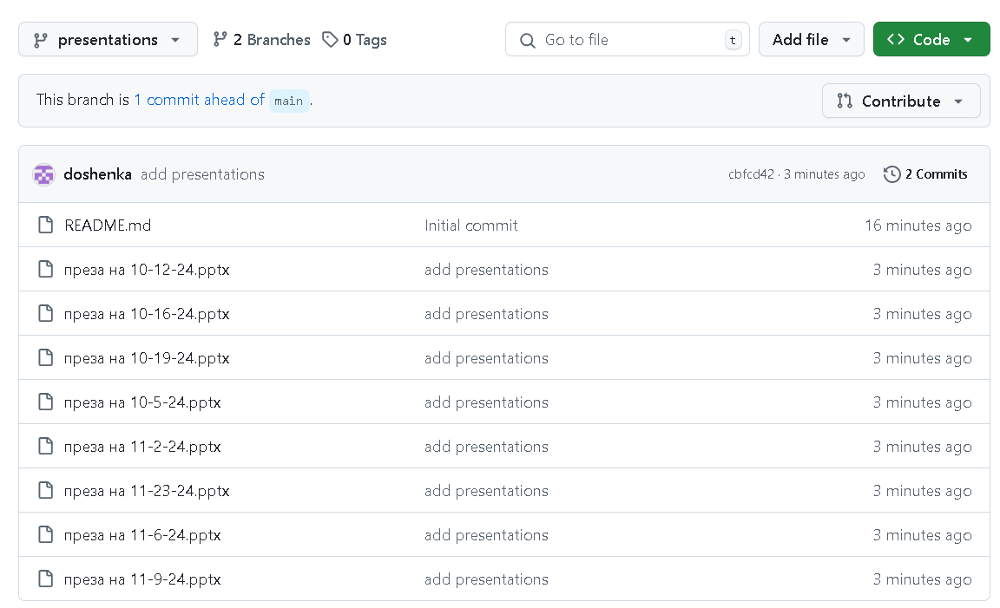 presentations 2 Branches 0 Tags Go to file t Add file Code
This branch is 1 commit ahead of main.
Contribute
doshenka add presentations cbfcd42 · 3 minutes ago 2 Commits
README.md Initial commit 16 minutes ago
преза на 10-12-24.pptx add presentations 3 minutes ago
преза на 10-16-24.pptx add presentations 3 minutes ago
преза на 10-19-24.pptx add presentations 3 minutes ago
преза на 10-5-24.pptx add presentations 3 minutes ago
преза на 11-2-24.pptx add presentations 3 minutes ago
преза на 11-23-24.pptx add presentations 3 minutes ago
преза на 11-6-24.pptx add presentations 3 minutes ago
преза на 11-9-24.pptx add presentations 3 minutes ago